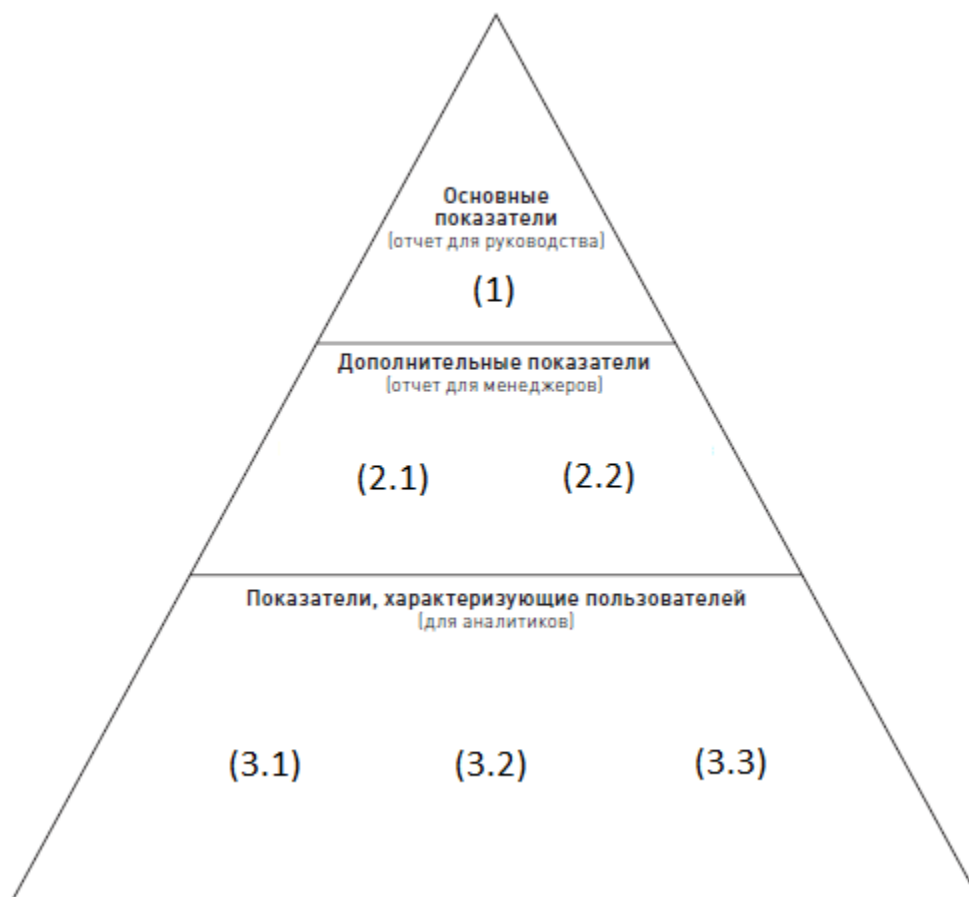 Основные
показатели
(отчет для руководства)
(1)
Дополнительные показатели
(отчет для менеджеров)
(2.1) (2.2)
Показатели, характеризующие пользователей
(для аналитиков)
(3.1) (3.2) (3.3)